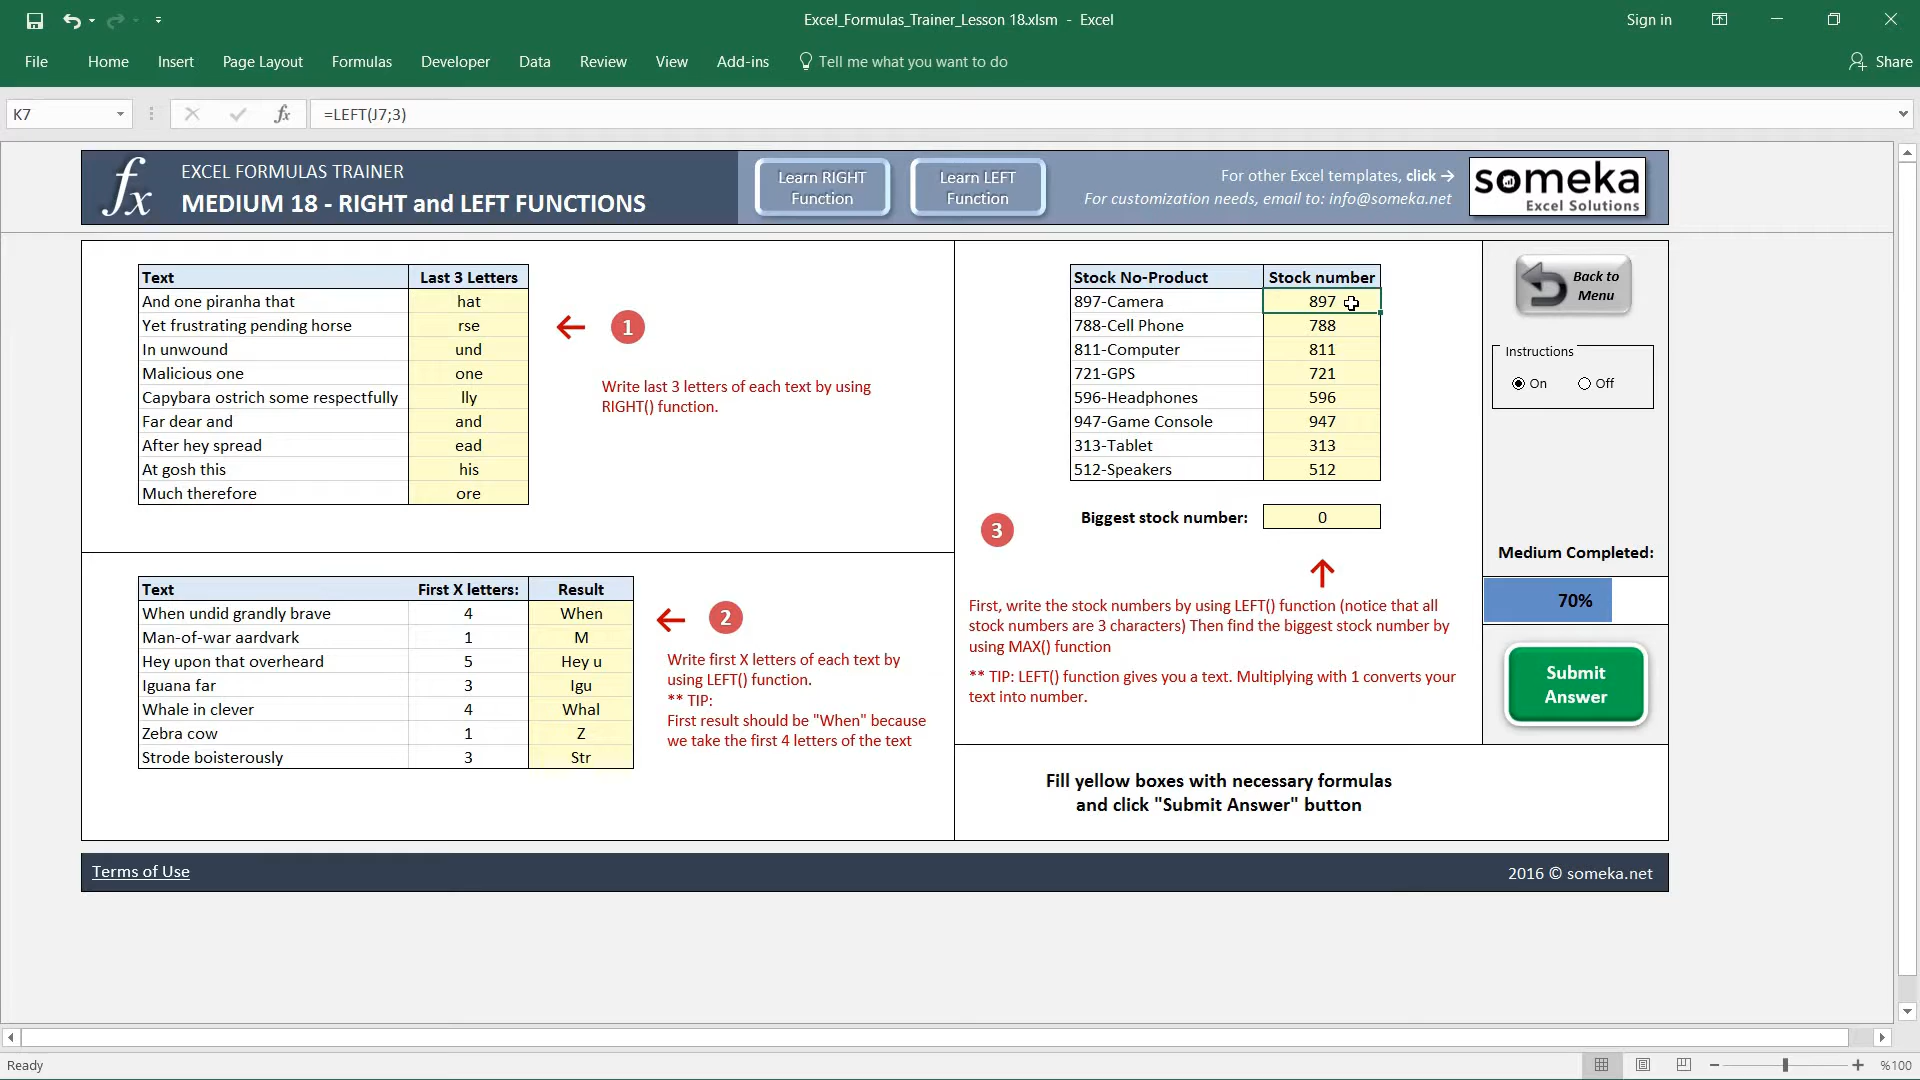 Excel_Formulas_Trainer_Lesson 18.xlsm - Excel
Sign in
File Home Insert Page Layout Formulas Developer Data Review View Add-ins Tell me what you want to do
Share
K7
fx
=LEFT(J7;3)
fx
EXCEL FORMULAS TRAINER
MEDIUM 18 - RIGHT and LEFT FUNCTIONS
Learn RIGHT
Function
Learn LEFT
Function
For other Excel templates, click →
For customization needs, email to: info@someka.net
someka
Excel Solutions
Text Last 3 Letters
And one piranha that hat
Yet frustrating pending horse rse
In unwound und
Malicious one one
Capybara ostrich some respectfully lly
Far dear and and
After hey spread ead
At gosh this his
Much therefore ore
1
Write last 3 letters of each text by using
RIGHT() function.
Text First X letters: Result
When undid grandly brave 4 When
Man-of-war aardvark 1 M
Hey upon that overheard 5 Hey u
Iguana far 3 Igu
Whale in clever 4 Whal
Zebra cow 1 Z
Strode boisterously 3 Str
2
Write first X letters of each text by
using LEFT() function.
** TIP:
First result should be "When" because
we take the first 4 letters of the text
Stock No-Product Stock number
897-Camera 897
788-Cell Phone 788
811-Computer 811
721-GPS 721
596-Headphones 596
947-Game Console 947
313-Tablet 313
512-Speakers 512
Biggest stock number: 0
3
First, write the stock numbers by using LEFT() function (notice that all
stock numbers are 3 characters) Then find the biggest stock number by
using MAX() function
** TIP: LEFT() function gives you a text. Multiplying with 1 converts your
text into number.
Fill yellow boxes with necessary formulas
and click "Submit Answer" button
Back to
Menu
Instructions
On Off
Medium Completed:
70%
Submit
Answer
Terms of Use
2016 © someka.net
Ready
%100